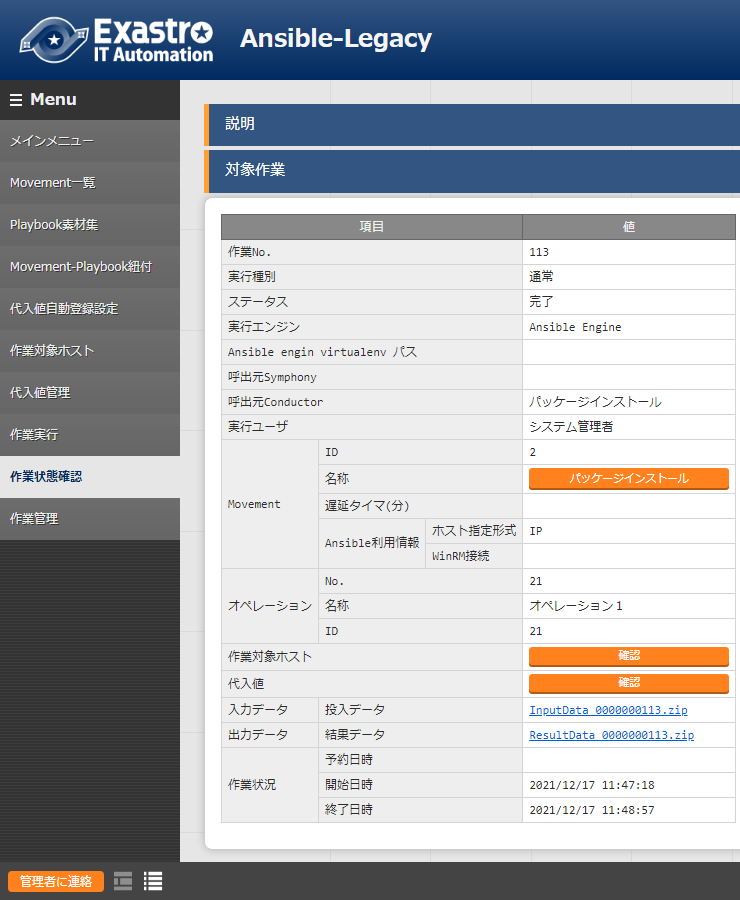 Exastro
IT Automation
Ansible-Legacy
Menu
メインメニュー
Movement一覧
Playbook素材集
Movement-Playbook紐付
代入値自動登録設定
作業対象ホスト
代入値管理
作業実行
作業状態確認
作業管理
説明
対象作業
項目 値
作業No. 113
実行種別 通常
ステータス 完了
実行エンジン Ansible Engine
Ansible engin virtualenv パス
呼出元Symphony
呼出元Conductor パッケージインストール
実行ユーザ システム管理者
Movement
ID 2
名称 パッケージインストール
遅延タイマ(分)
Ansible利用情報
ホスト指定形式 IP
WinRM接続
オペレーション
No. 21
名称 オペレーション１
ID 21
作業対象ホスト 確認
代入値 確認
入力データ 投入データ InputData_0000000113.zip
出力データ 結果データ ResultData_0000000113.zip
作業状況
予約日時
開始日時 2021/12/17 11:47:18
終了日時 2021/12/17 11:48:57
管理者に連絡